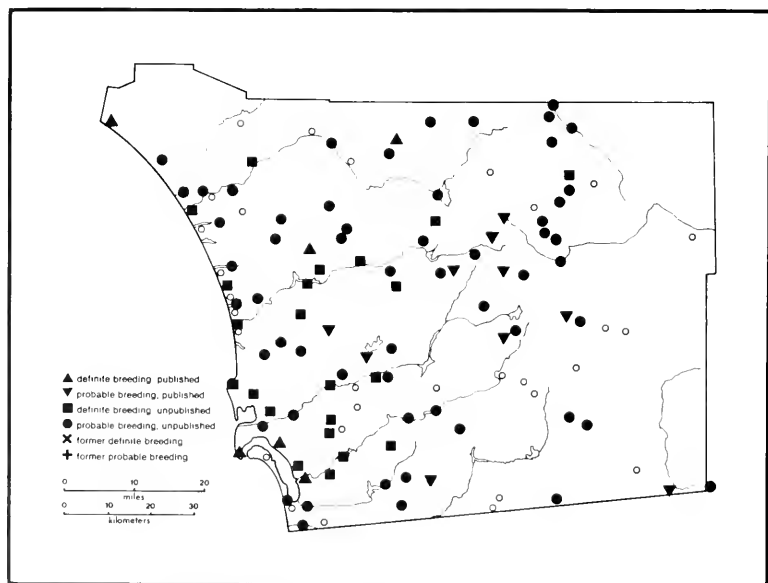 definite breeding published
probable breeding, published
definite breeding unpublished
probable breeding, unpublished
former definite breeding
former probable breeding
0 20
miles
0 10 20 30
kilometers